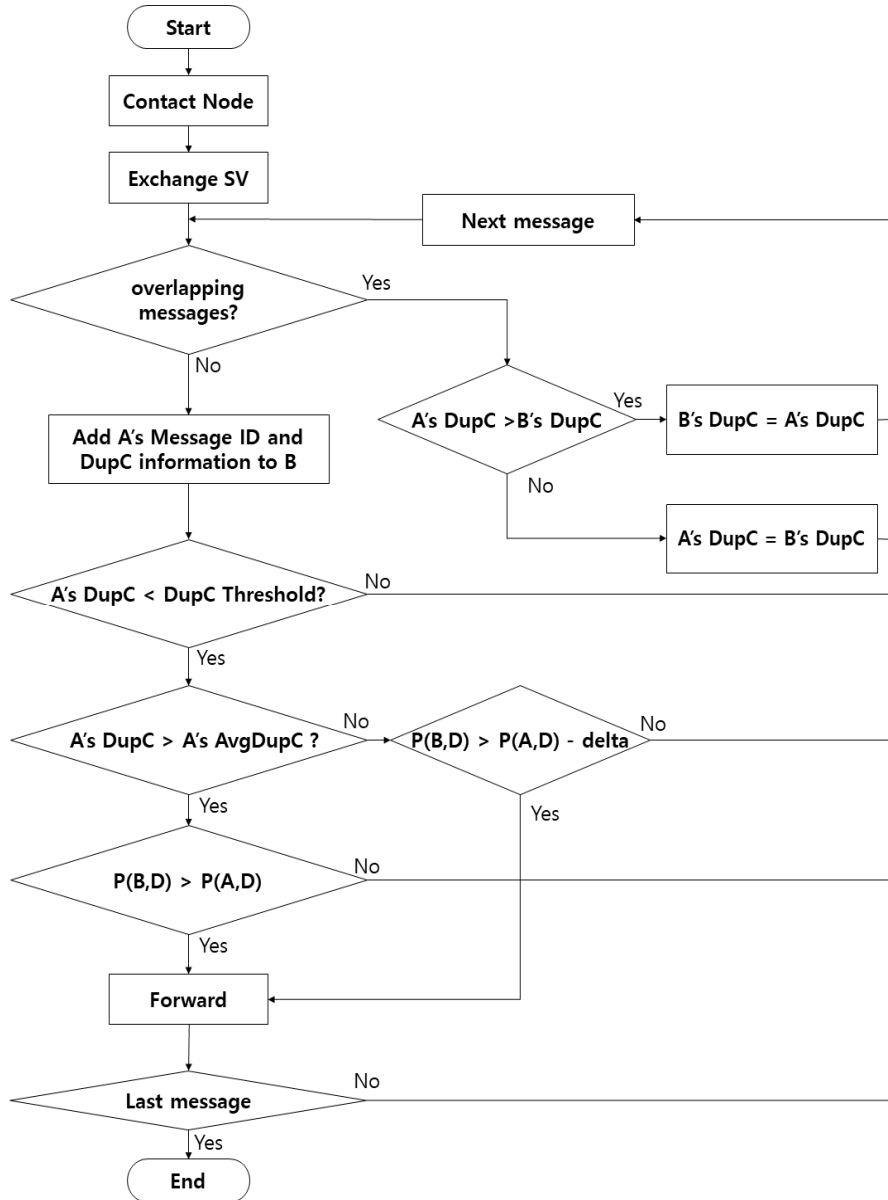 Start
Contact Node
Exchange SV
Next message
overlapping
messages?
Yes
No
A's DupC >B's DupC
Yes
B's DupC = A's DupC
No
A's DupC = B's DupC
Add A's Message ID and
DupC information to B
A's DupC < DupC Threshold?
No
Yes
A's DupC > A's AvgDupC ?
No
P(B,D) > P(A,D) - delta
No
Yes
Yes
P(B,D) > P(A,D)
No
Yes
Forward
Last message
No
Yes
End